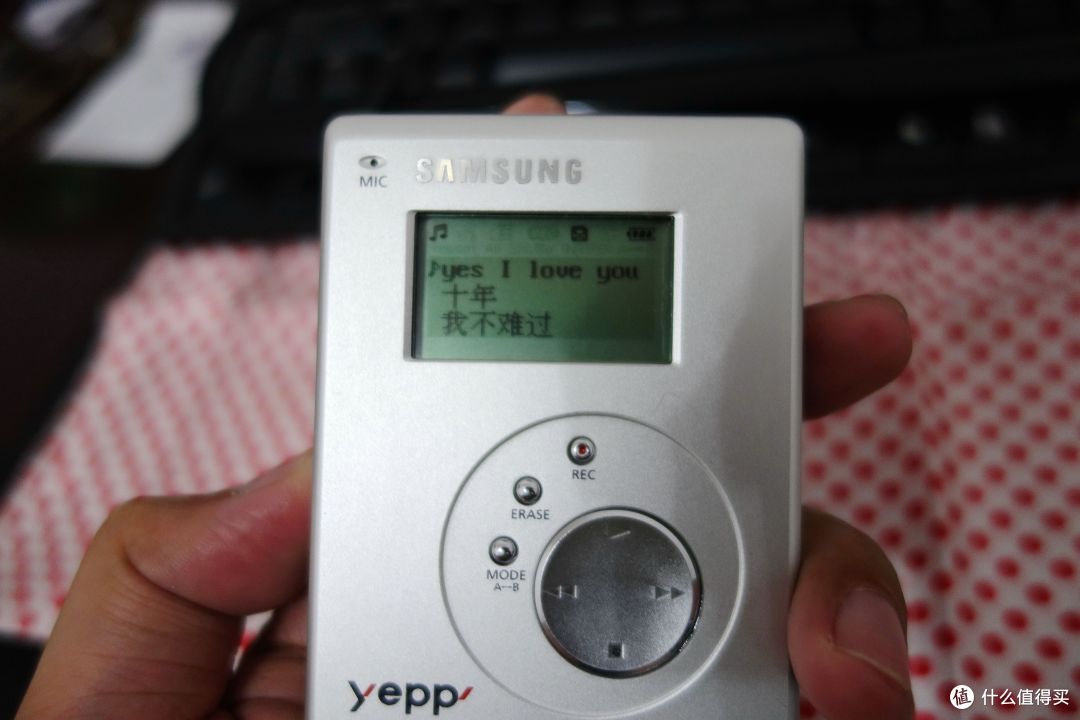 MIC
SAMSUNG
yes I love you
十年
我不难过
REC
ERASE
MODE
A↔B
yepp
值 什么值得买